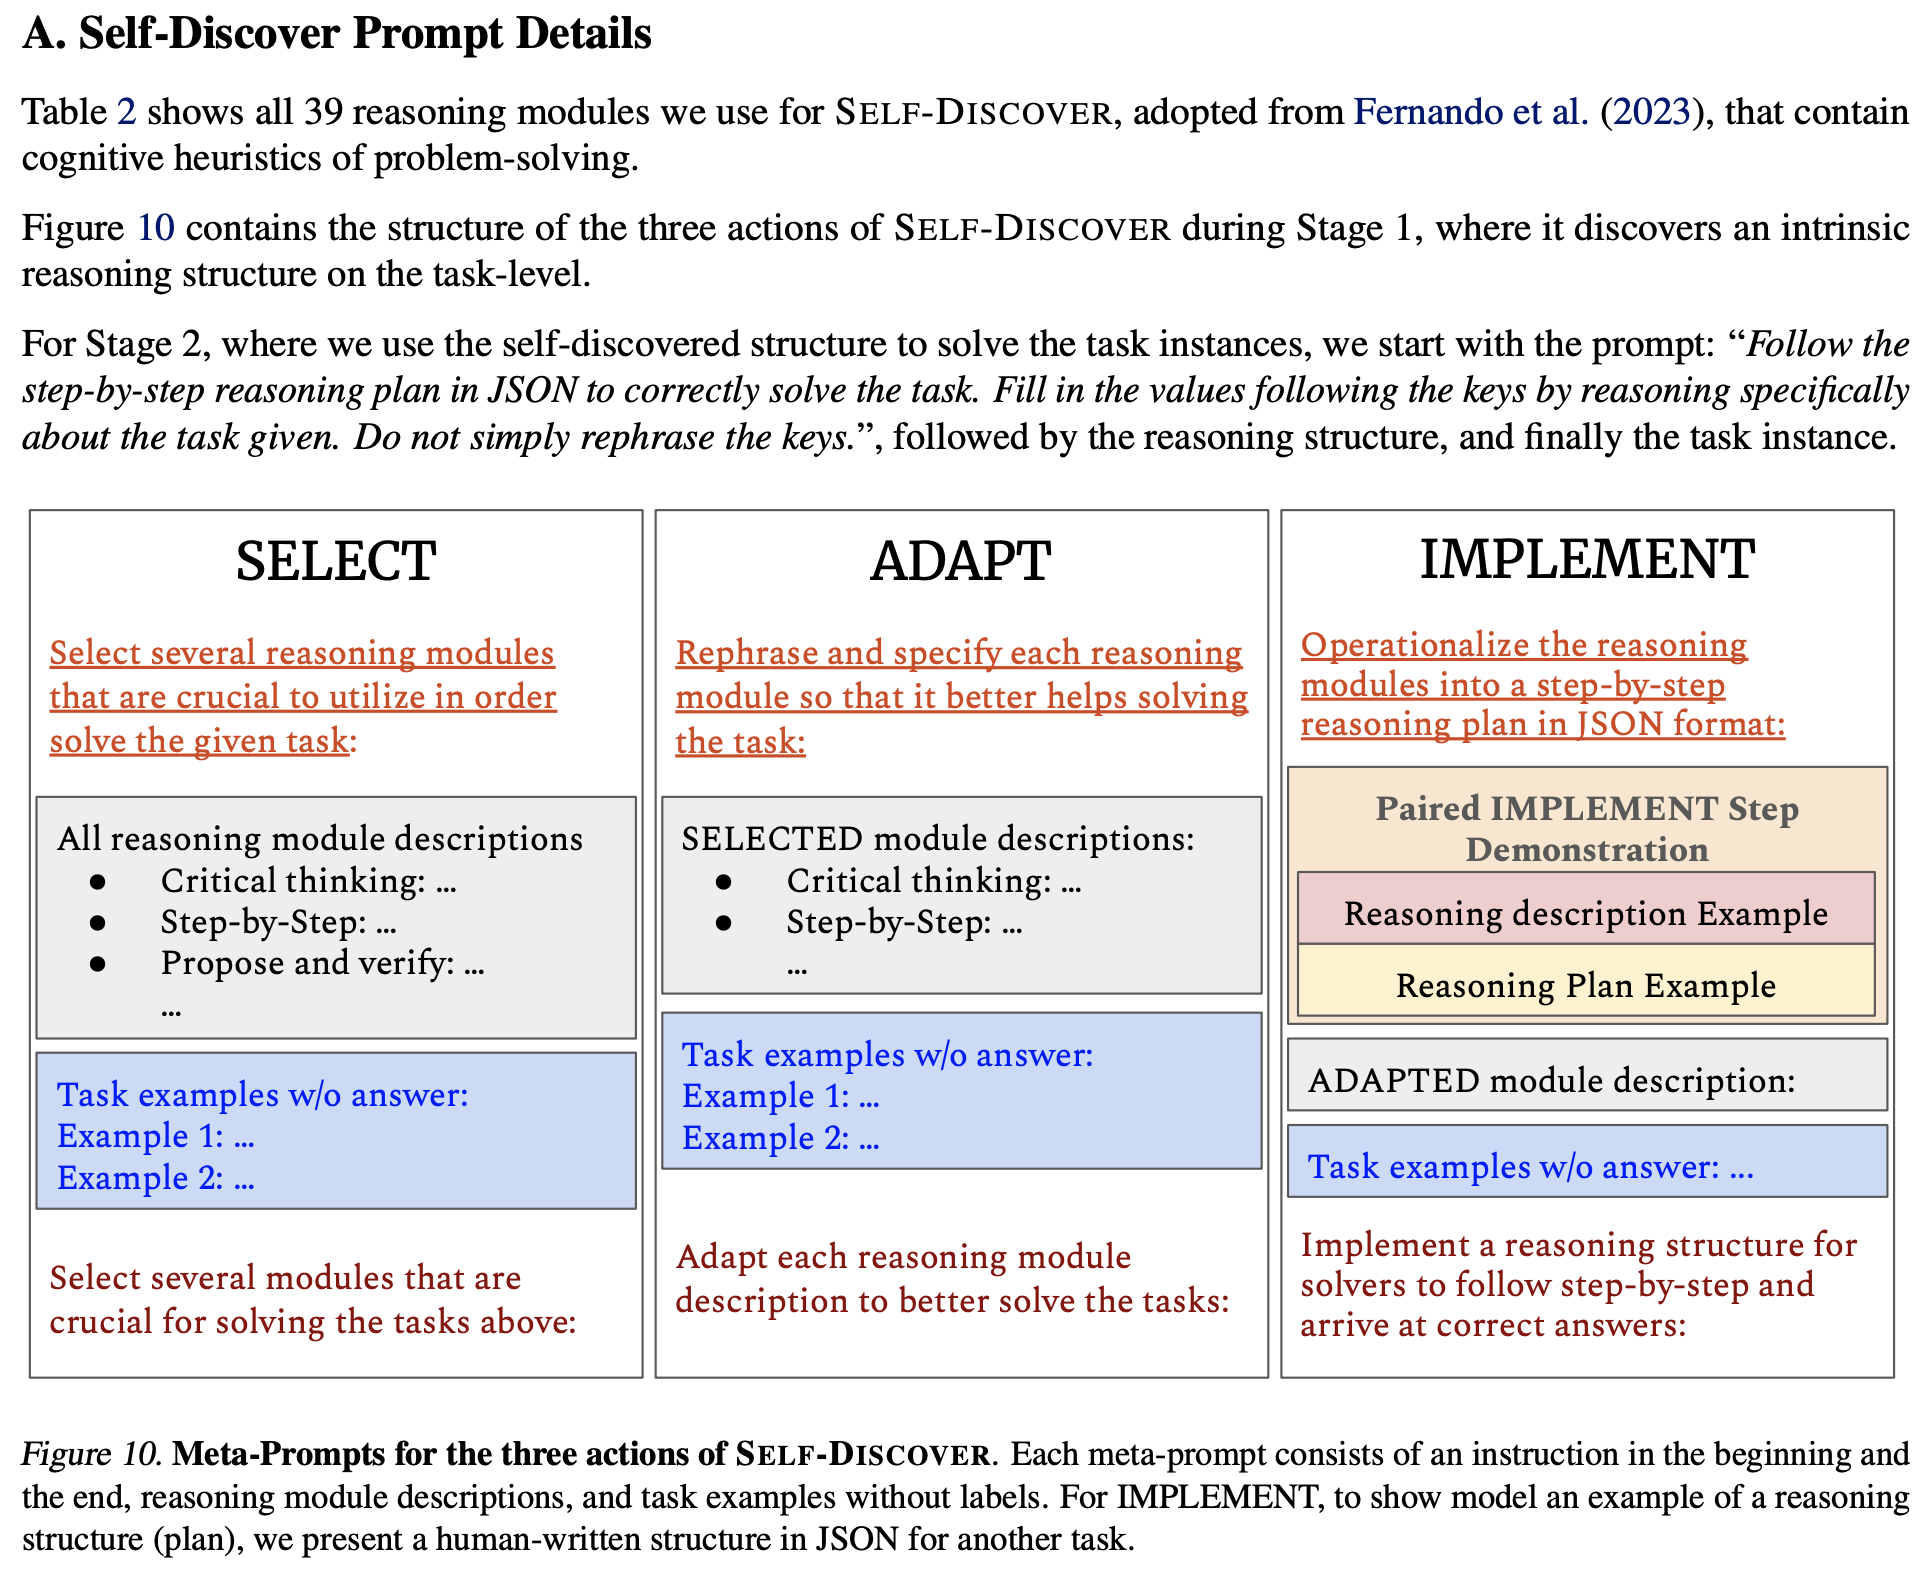 A. Self-Discover Prompt Details
Table 2 shows all 39 reasoning modules we use for SELF-DISCOVER, adopted from Fernando et al. (2023), that contain
cognitive heuristics of problem-solving.
Figure 10 contains the structure of the three actions of SELF-DISCOVER during Stage 1, where it discovers an intrinsic
reasoning structure on the task-level.
For Stage 2, where we use the self-discovered structure to solve the task instances, we start with the prompt: “Follow the
step-by-step reasoning plan in JSON to correctly solve the task. Fill in the values following the keys by reasoning specifically
about the task given. Do not simply rephrase the keys.”, followed by the reasoning structure, and finally the task instance.
SELECT
Select several reasoning modules
that are crucial to utilize in order
solve the given task:
All reasoning module descriptions
● Critical thinking: ...
● Step-by-Step: ...
● Propose and verify: ...
...
Task examples w/o answer:
Example 1: ...
Example 2: ...
Select several modules that are
crucial for solving the tasks above:
ADAPT
Rephrase and specify each reasoning
module so that it better helps solving
the task:
SELECTED module descriptions:
● Critical thinking: ...
● Step-by-Step: ...
...
Task examples w/o answer:
Example 1: ...
Example 2: ...
Adapt each reasoning module
description to better solve the tasks:
IMPLEMENT
Operationalize the reasoning
modules into a step-by-step
reasoning plan in JSON format:
Paired IMPLEMENT Step
Demonstration
Reasoning description Example
Reasoning Plan Example
ADAPTED module description:
Task examples w/o answer: ...
Implement a reasoning structure for
solvers to follow step-by-step and
arrive at correct answers:
Figure 10. Meta-Prompts for the three actions of SELF-DISCOVER. Each meta-prompt consists of an instruction in the beginning and
the end, reasoning module descriptions, and task examples without labels. For IMPLEMENT, to show model an example of a reasoning
structure (plan), we present a human-written structure in JSON for another task.